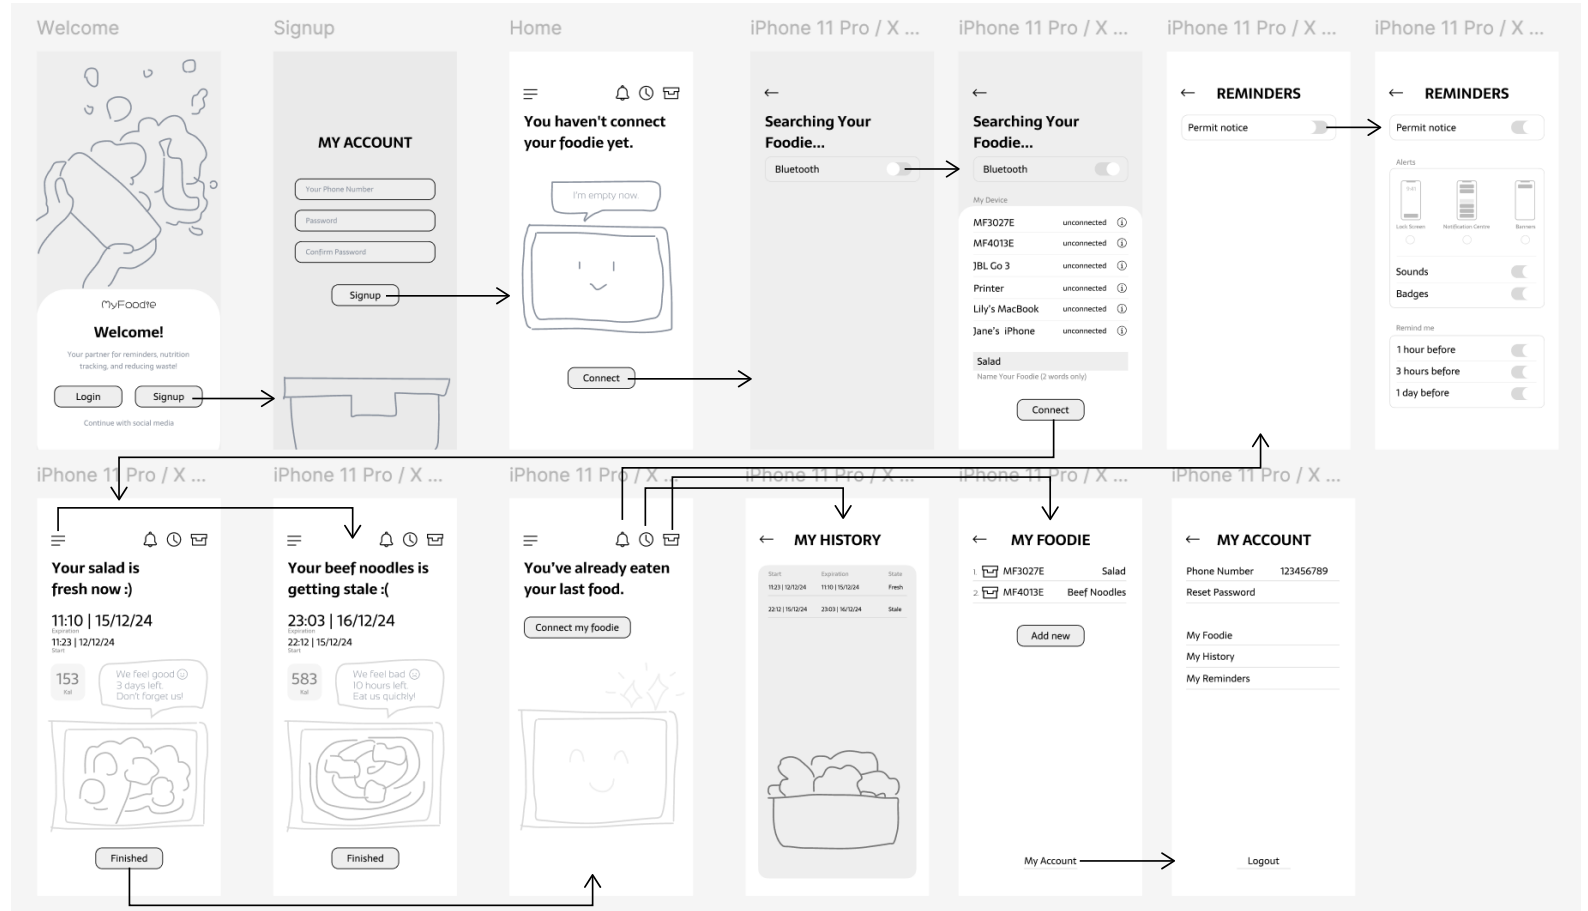 Welcome
MyFoodie
Welcome!
Your partner for reminders, nutrition
tracking, and reducing waste!
Login
Signup
Continue with social media
Signup
MY ACCOUNT
Your Phone Number
Password
Confirm Password
Signup
Home
You haven't connect
your foodie yet.
I'm empty now.
Connect
iPhone 11 Pro / X ...
Searching Your
Foodie...
Bluetooth
iPhone 11 Pro / X ...
Searching Your
Foodie...
Bluetooth
My Device
MF3027E unconnected
MF4013E unconnected
JBL Go 3 unconnected
Printer unconnected
Lily's MacBook unconnected
Jane's iPhone unconnected
Salad
Name Your Foodie (2 words only)
Connect
iPhone 11 Pro / X ...
REMINDERS
Permit notice
iPhone 11 Pro / X ...
REMINDERS
Permit notice
Alerts
9:41
Lock Screen
Notification Centre
Banners
Sounds
Badges
Remind me
1 hour before
3 hours before
1 day before
iPhone 11 Pro / X ...
Your salad is
fresh now :)
11:10 | 15/12/24
Expiration
11:23 | 12/12/24
Start
153
Kal
We feel good
3 days left.
Don't forget us!
Finished
iPhone 11 Pro / X ...
Your beef noodles is
getting stale :(
23:03 | 16/12/24
Expiration
22:12 | 15/12/24
Start
583
Kal
We feel bad
10 hours left.
Eat us quickly!
Finished
iPhone 11 Pro / X ...
You've already eaten
your last food.
Connect my foodie
iPhone 11 Pro / X ...
MY HISTORY
Start Expiration State
11:23 | 12/12/24 11:10 | 15/12/24 Fresh
22:12 | 15/12/24 23:03 | 16/12/24 Stale
iPhone 11 Pro / X ...
MY FOODIE
1. MF3027E Salad
2. MF4013E Beef Noodles
Add new
My Account
iPhone 11 Pro / X ...
MY ACCOUNT
Phone Number 123456789
Reset Password
My Foodie
My History
My Reminders
Logout